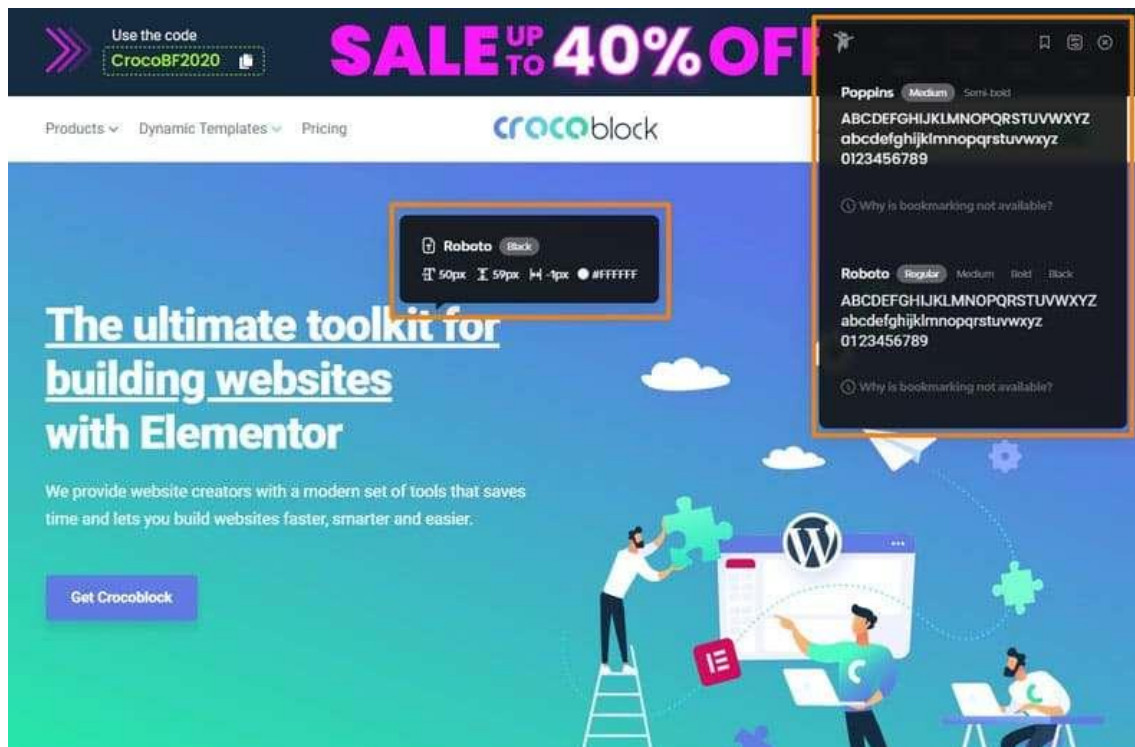 Use the code
CrocoBF2020
SALE UP TO 40% OFF
Products
Dynamic Templates
Pricing
crocoblock
Poppins Medium Semi-bold
ABCDEFGHIJKLMNOPQRSTUVWXYZ
abcdefghijklmnopqrstuvwxyz
0123456789
Why is bookmarking not available?
Roboto Regular Medium Bold Black
ABCDEFGHIJKLMNOPQRSTUVWXYZ
abcdefghijklmnopqrstuvwxyz
0123456789
Why is bookmarking not available?
Roboto Black
50px 59px -1px #FFFFFF
The ultimate toolkit for
building websites
with Elementor
We provide website creators with a modern set of tools that saves
time and lets you build websites faster, smarter and easier.
Get Crocoblock